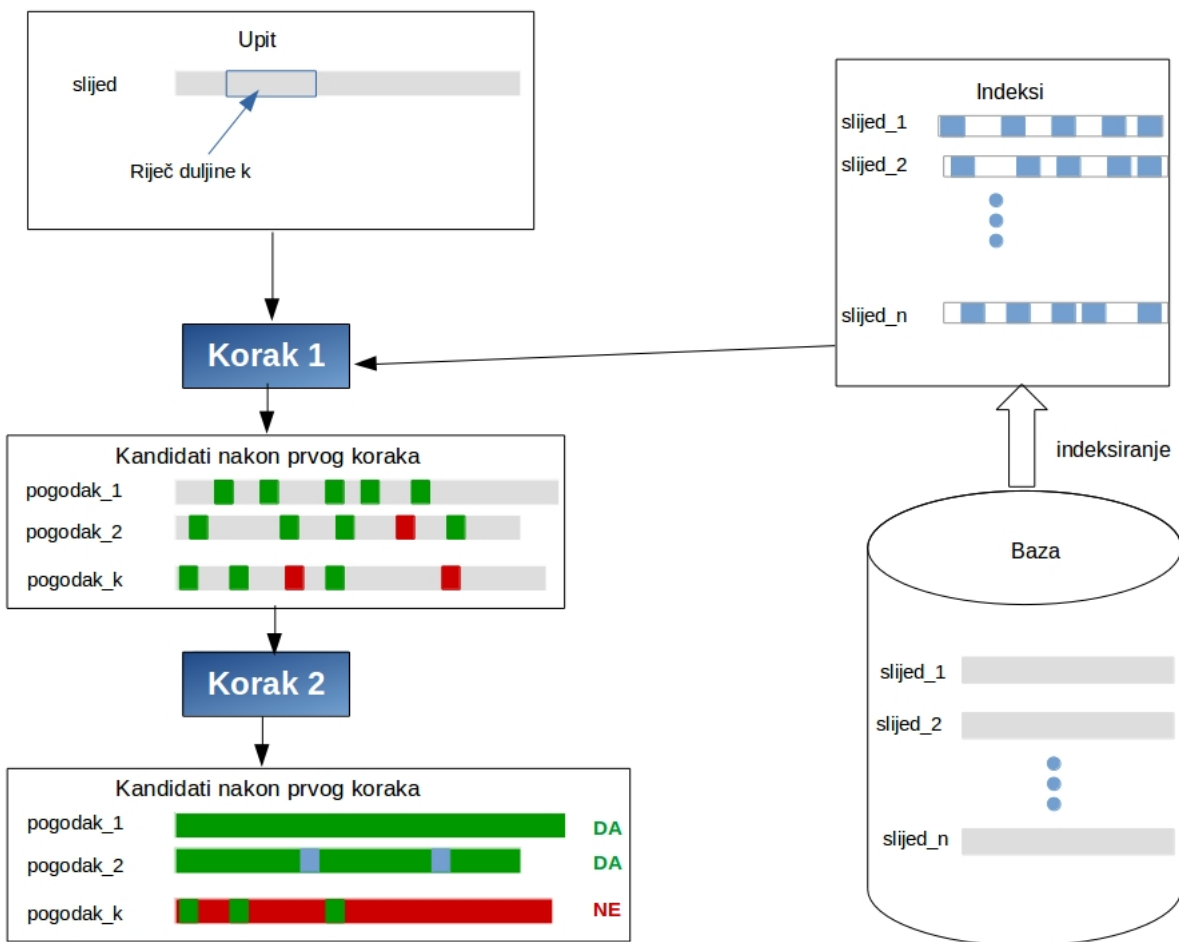 Upit
slijed
Riječ duljine k
Indeksi
slijed_1
slijed_2
slijed_n
Korak 1
indeksiranje
Kandidati nakon prvog koraka
pogodak_1
pogodak_2
pogodak_k
Baza
slijed_1
slijed_2
slijed_n
Korak 2
Kandidati nakon prvog koraka
pogodak_1 DA
pogodak_2 DA
pogodak_k NE